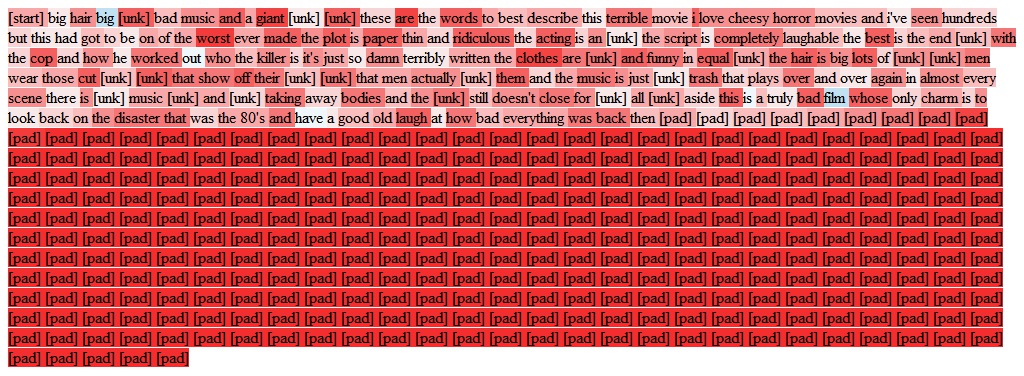 [start] big hair big [unk] bad music and a giant [unk] [unk] these are the words to best describe this terrible movie i love cheesy horror movies and i've seen hundreds
but this had got to be on of the worst ever made the plot is paper thin and ridiculous the acting is an [unk] the script is completely laughable the best is the end [unk] with
the cop and how he worked out who the killer is it's just so damn terribly written the clothes are [unk] and funny in equal [unk] the hair is big lots of [unk] [unk] men
wear those cut [unk] [unk] that show off their [unk] [unk] that men actually [unk] them and the music is just [unk] trash that plays over and over again in almost every
scene there is [unk] music [unk] and [unk] taking away bodies and the [unk] still doesn't close for [unk] all [unk] aside this is a truly bad film whose only charm is to
look back on the disaster that was the 80's and have a good old laugh at how bad everything was back then [pad] [pad] [pad] [pad] [pad] [pad] [pad] [pad] [pad]
[pad] [pad] [pad] [pad] [pad] [pad] [pad] [pad] [pad] [pad] [pad] [pad] [pad] [pad] [pad] [pad] [pad] [pad] [pad] [pad] [pad] [pad] [pad] [pad] [pad] [pad] [pad]
[pad] [pad] [pad] [pad] [pad] [pad] [pad] [pad] [pad] [pad] [pad] [pad] [pad] [pad] [pad] [pad] [pad] [pad] [pad] [pad] [pad] [pad] [pad] [pad] [pad] [pad] [pad]
[pad] [pad] [pad] [pad] [pad] [pad] [pad] [pad] [pad] [pad] [pad] [pad] [pad] [pad] [pad] [pad] [pad] [pad] [pad] [pad] [pad] [pad] [pad] [pad] [pad] [pad] [pad]
[pad] [pad] [pad] [pad] [pad] [pad] [pad] [pad] [pad] [pad] [pad] [pad] [pad] [pad] [pad] [pad] [pad] [pad] [pad] [pad] [pad] [pad] [pad] [pad] [pad] [pad] [pad]
[pad] [pad] [pad] [pad] [pad] [pad] [pad] [pad] [pad] [pad] [pad] [pad] [pad] [pad] [pad] [pad] [pad] [pad] [pad] [pad] [pad] [pad] [pad] [pad] [pad] [pad] [pad]
[pad] [pad] [pad] [pad] [pad] [pad] [pad] [pad] [pad] [pad] [pad] [pad] [pad] [pad] [pad] [pad] [pad] [pad] [pad] [pad] [pad] [pad] [pad] [pad] [pad] [pad] [pad]
[pad] [pad] [pad] [pad] [pad] [pad] [pad] [pad] [pad] [pad] [pad] [pad] [pad] [pad] [pad] [pad] [pad] [pad] [pad] [pad] [pad] [pad] [pad] [pad] [pad] [pad] [pad]
[pad] [pad] [pad] [pad] [pad] [pad] [pad] [pad] [pad] [pad] [pad] [pad] [pad] [pad] [pad] [pad] [pad] [pad] [pad] [pad] [pad] [pad] [pad] [pad] [pad] [pad] [pad]
[pad] [pad] [pad] [pad] [pad] [pad] [pad] [pad] [pad] [pad] [pad] [pad] [pad] [pad] [pad] [pad] [pad] [pad] [pad] [pad] [pad] [pad] [pad] [pad] [pad] [pad] [pad]
[pad] [pad] [pad] [pad] [pad] [pad] [pad] [pad] [pad] [pad] [pad] [pad] [pad] [pad] [pad] [pad] [pad] [pad] [pad] [pad] [pad] [pad] [pad] [pad] [pad] [pad] [pad]
[pad] [pad] [pad] [pad] [pad] [pad] [pad] [pad] [pad] [pad] [pad] [pad] [pad] [pad] [pad] [pad] [pad] [pad] [pad] [pad] [pad] [pad] [pad] [pad] [pad] [pad] [pad]
[pad] [pad] [pad] [pad] [pad]